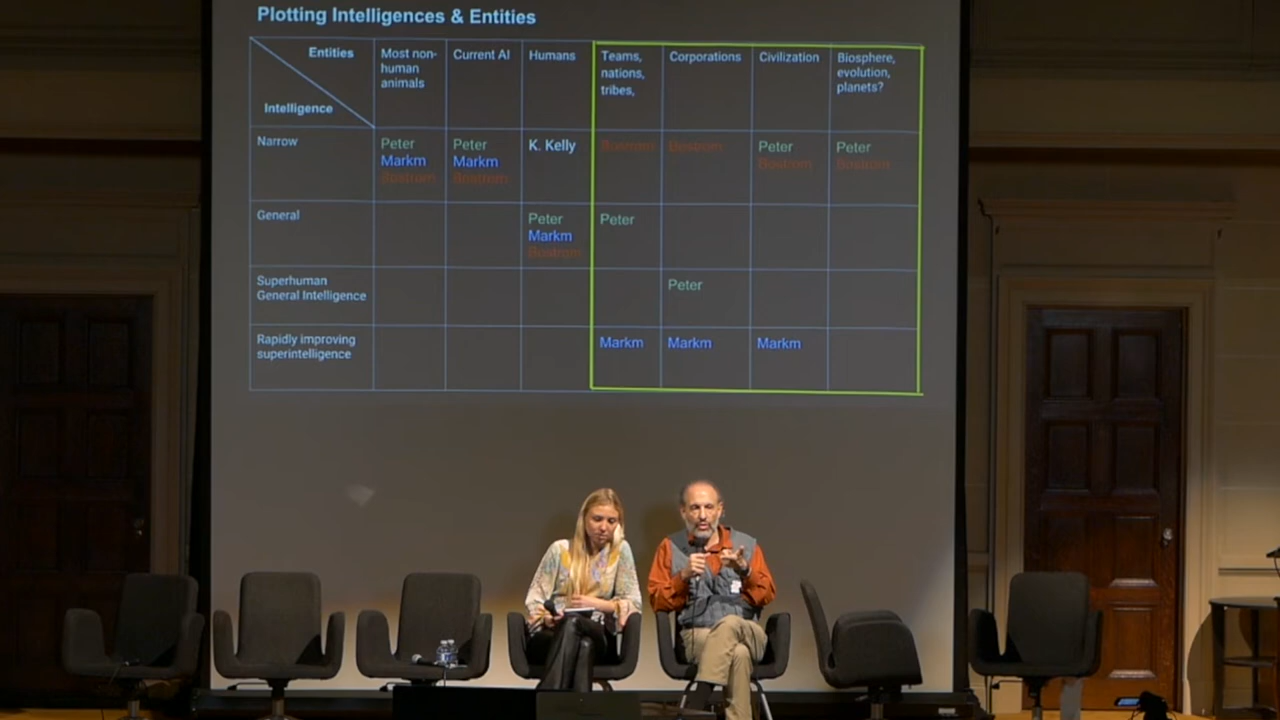 Plotting Intelligences & Entities
Entities
Intelligence
Most non-
human
animals
Current AI
Humans
Teams,
nations,
tribes,
Corporations
Civilization
Biosphere,
evolution,
planets?
Narrow
Peter
Markm
Bostrom
Peter
Markm
Bostrom
K. Kelly
Bostrom
Bostrom
Peter
Bostrom
Peter
Bostrom
General
Peter
Markm
Bostrom
Peter
Superhuman
General Intelligence
Peter
Rapidly improving
superintelligence
Markm
Markm
Markm